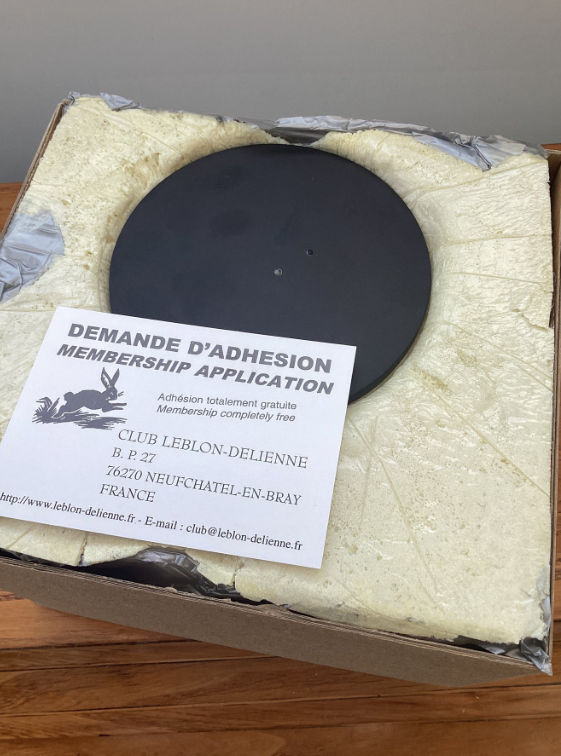 DEMANDE D'ADHESION
MEMBERSHIP APPLICATION
Adhésion totalement gratuite
Membership completely free
CLUB LEBLON-DELIENNE
B. P. 27
76270 NEUFCHATEL-EN-BRAY
FRANCE
http://www.leblon-delienne.fr - E-mail : club@leblon-delienne.fr